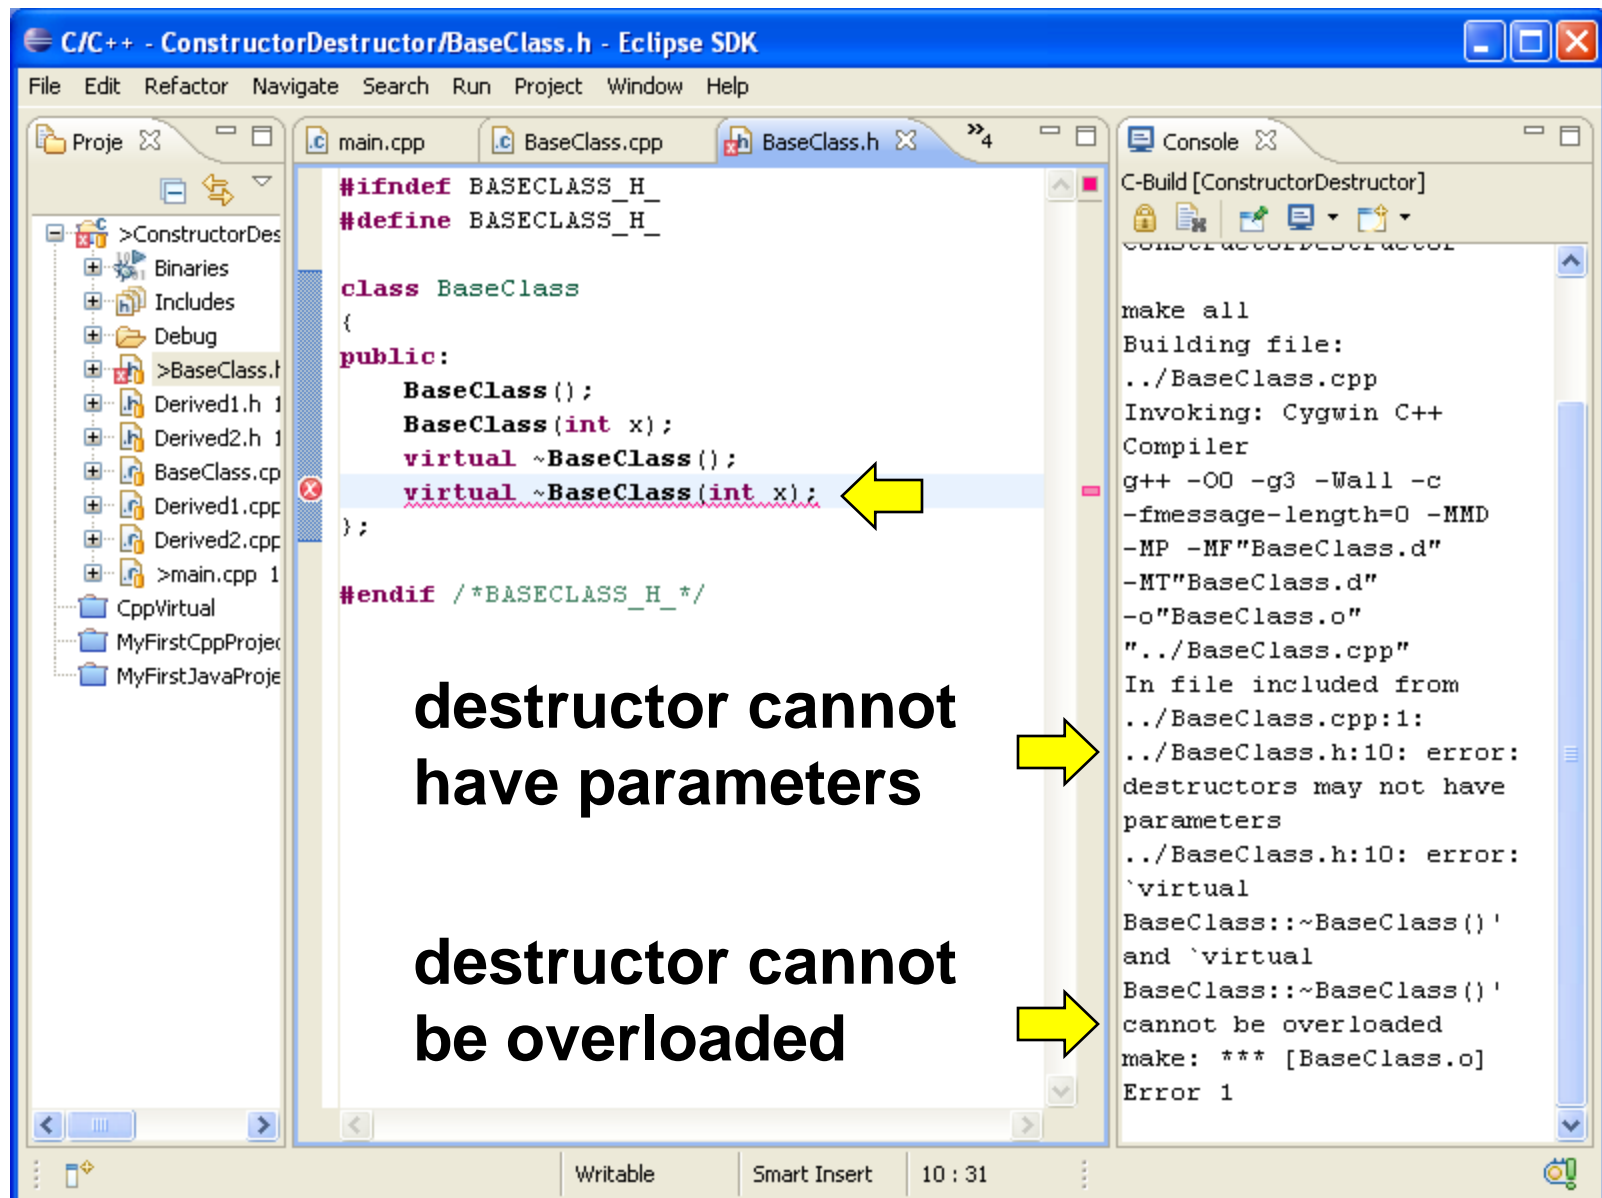 C/C++ - ConstructorDestructor/BaseClass.h - Eclipse SDK
File Edit Refactor Navigate Search Run Project Window Help
Proje
>ConstructorDes
Binaries
Includes
Debug
>BaseClass.h
Derived1.h 1
Derived2.h 1
BaseClass.cp
Derived1.cpp
Derived2.cpp
>main.cpp 1
CppVirtual
MyFirstCppProjec
MyFirstJavaProje
main.cpp BaseClass.cpp BaseClass.h »4
#ifndef BASECLASS_H_
#define BASECLASS_H_
class BaseClass
{
public:
BaseClass();
BaseClass(int x);
virtual ~BaseClass();
virtual ~BaseClass(int x);
};
#endif /*BASECLASS_H_*/
destructor cannot
have parameters
destructor cannot
be overloaded
Console
C-Build [ConstructorDestructor]
ConstructorDestructor
make all
Building file:
../BaseClass.cpp
Invoking: Cygwin C++
Compiler
g++ -O0 -g3 -Wall -c
-fmessage-length=0 -MMD
-MP -MF"BaseClass.d"
-MT"BaseClass.d"
-o"BaseClass.o"
"../BaseClass.cpp"
In file included from
../BaseClass.cpp:1:
../BaseClass.h:10: error:
destructors may not have
parameters
../BaseClass.h:10: error:
`virtual
BaseClass::~BaseClass()'
and `virtual
BaseClass::~BaseClass()'
cannot be overloaded
make: *** [BaseClass.o]
Error 1
Writable Smart Insert 10 : 31